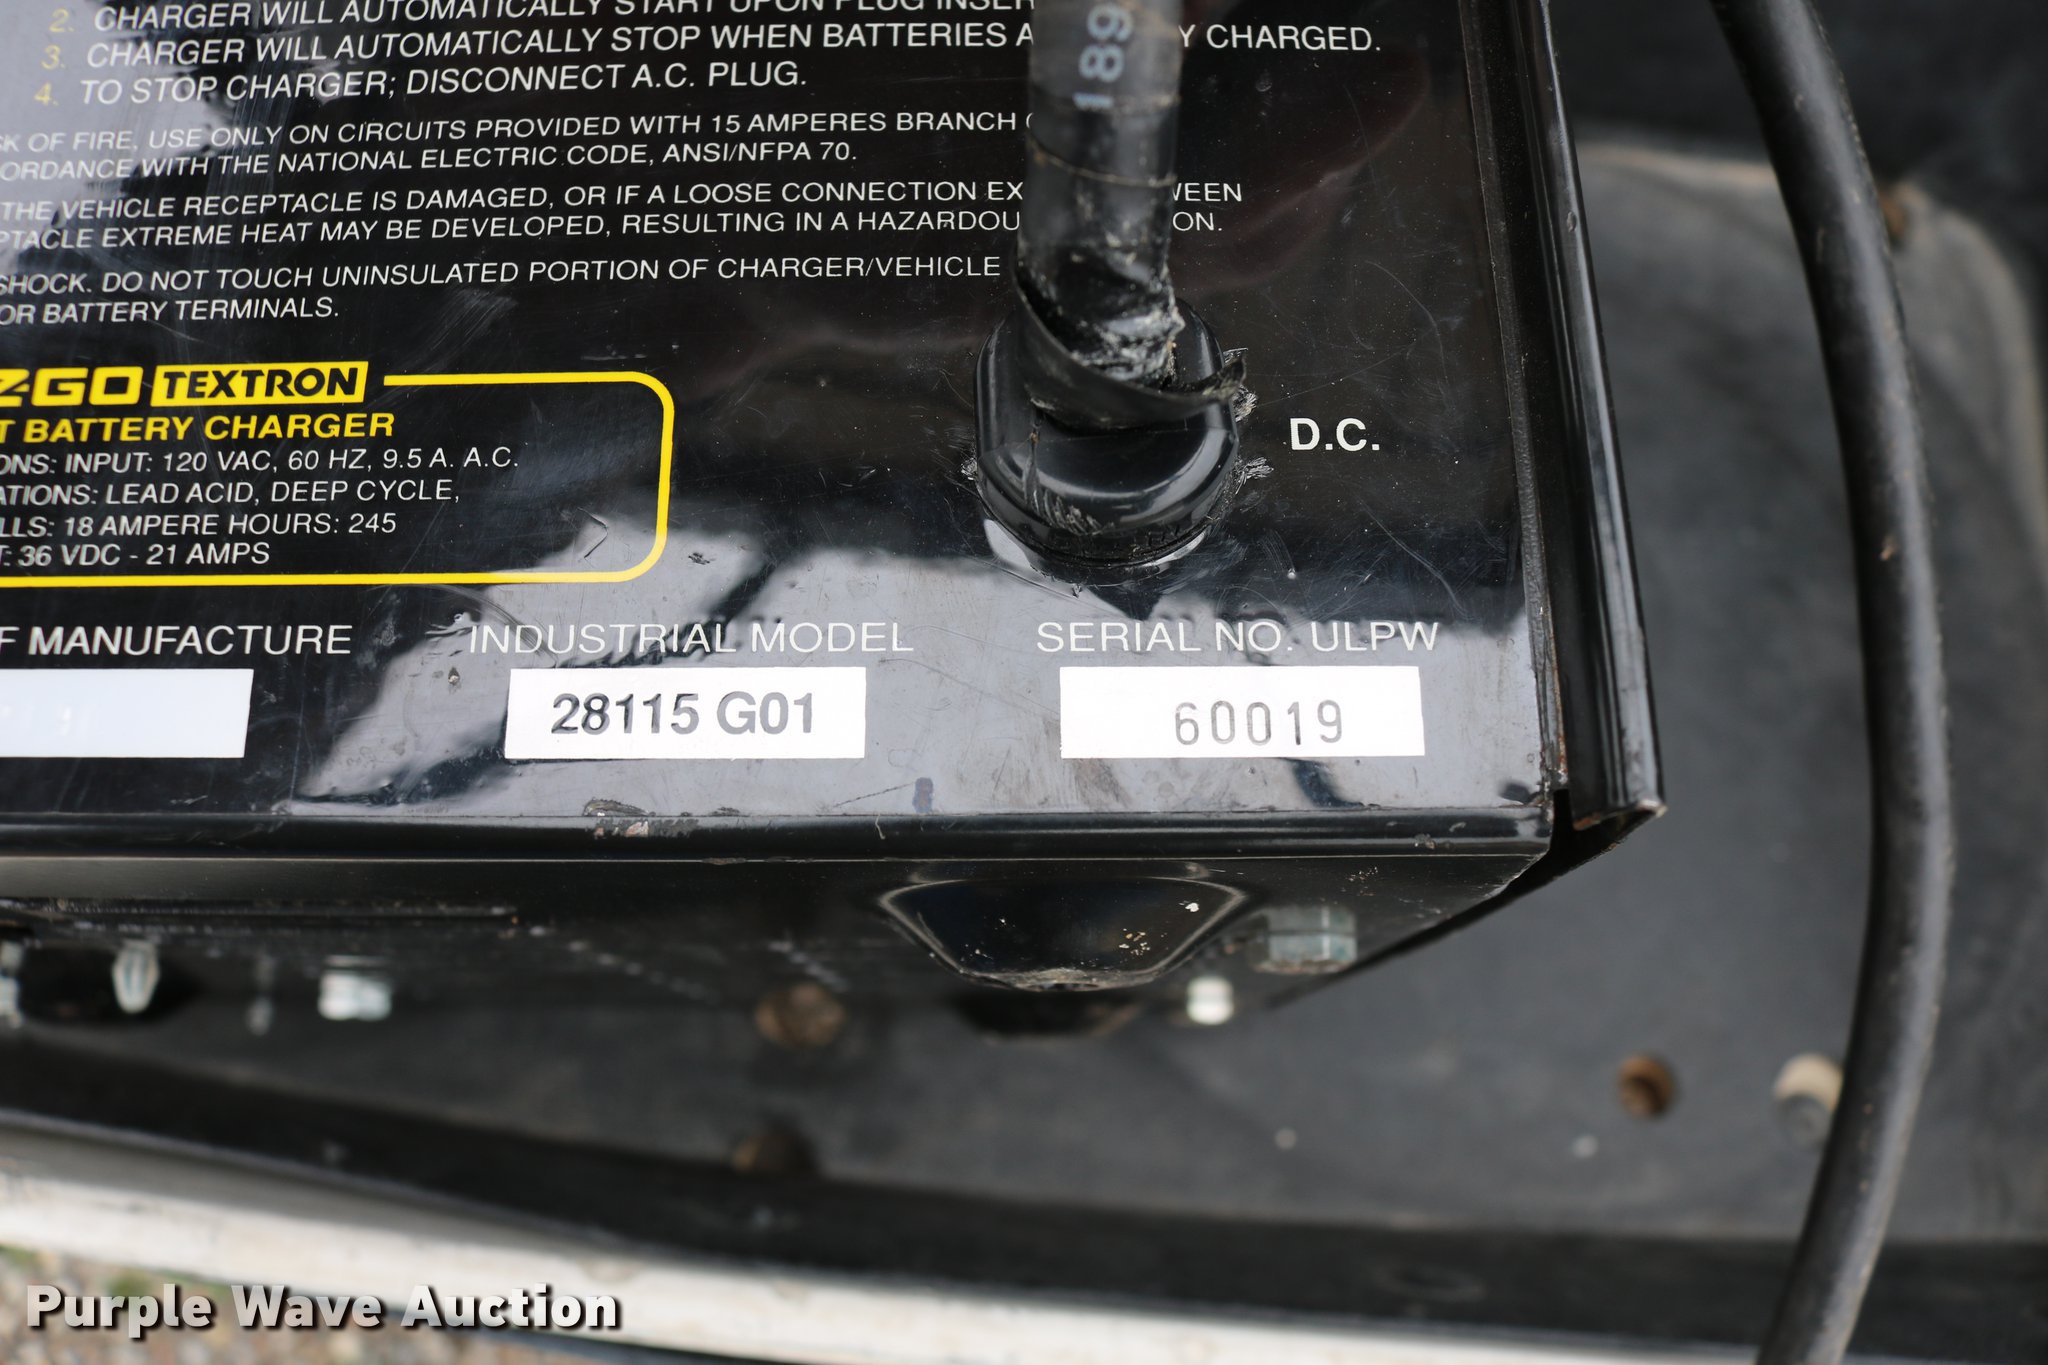 2. CHARGER WILL AUTOMATICALLY START UPON PLUG
3. CHARGER WILL AUTOMATICALLY STOP WHEN BATTERIES A Y CHARGED.
4. TO STOP CHARGER; DISCONNECT A.C. PLUG.
SK OF FIRE, USE ONLY ON CIRCUITS PROVIDED WITH 15 AMPERES BRANCH
ORDANCE WITH THE NATIONAL ELECTRIC CODE, ANSI/NFPA 70.
THE VEHICLE RECEPTACLE IS DAMAGED, OR IF A LOOSE CONNECTION EX WEEN
PTACLE EXTREME HEAT MAY BE DEVELOPED, RESULTING IN A HAZARDOU ON.
SHOCK. DO NOT TOUCH UNINSULATED PORTION OF CHARGER/VEHICLE
OR BATTERY TERMINALS.
189
Z-GO TEXTRON
T BATTERY CHARGER
ONS: INPUT: 120 VAC, 60 HZ, 9.5 A. A.C.
ATIONS: LEAD ACID, DEEP CYCLE,
LLS: 18 AMPERE HOURS: 245
T: 36 VDC - 21 AMPS
D.C.
F MANUFACTURE
INDUSTRIAL MODEL
28115 G01
SERIAL NO. ULPW
60019
Purple Wave Auction